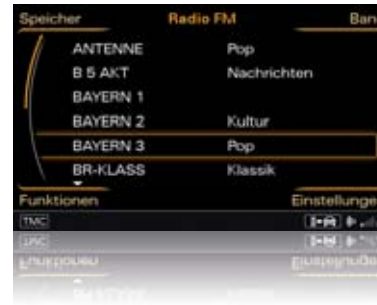 Speicher Radio FM Ban
ANTENNE Pop
B 5 AKT Nachrichten
BAYERN 1
BAYERN 2 Kultur
BAYERN 3 Pop
BR-KLASS Klassik
Funktionen Einstellunge
TMC